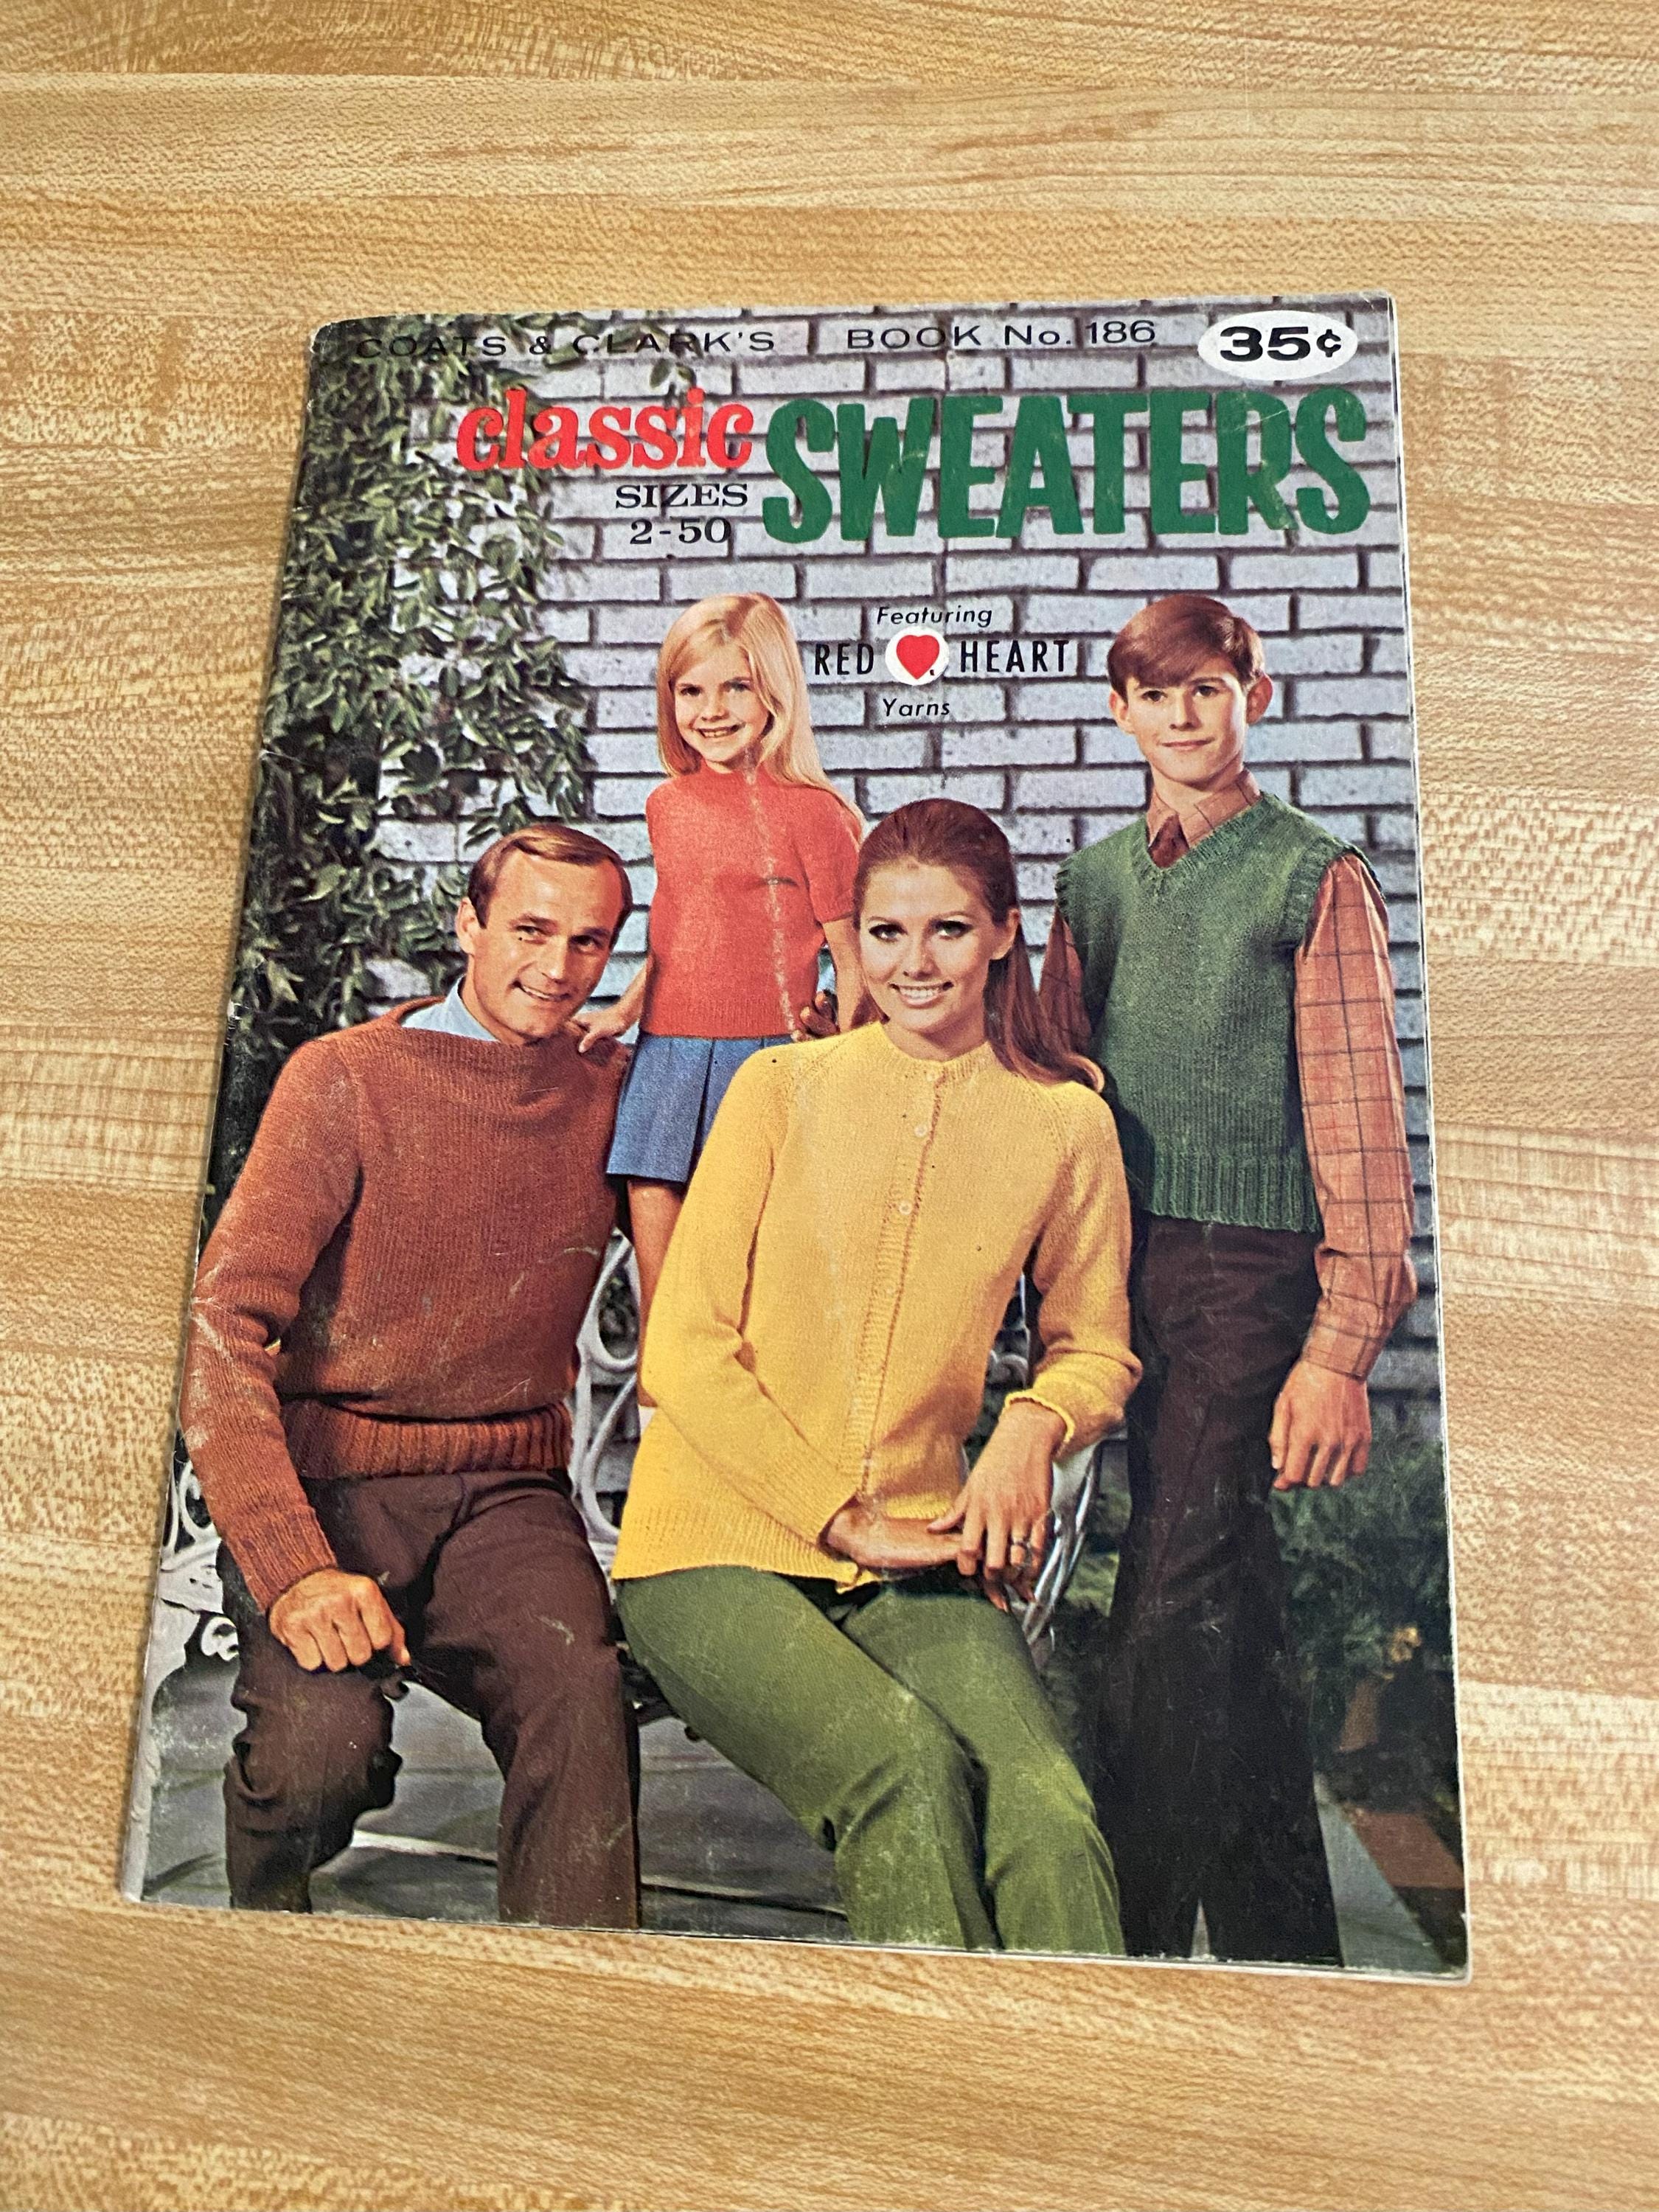 COATS & CLARK'S BOOK No. 186 35¢
classic SWEATERS
SIZES
2-50
Featuring
RED HEART
Yarns